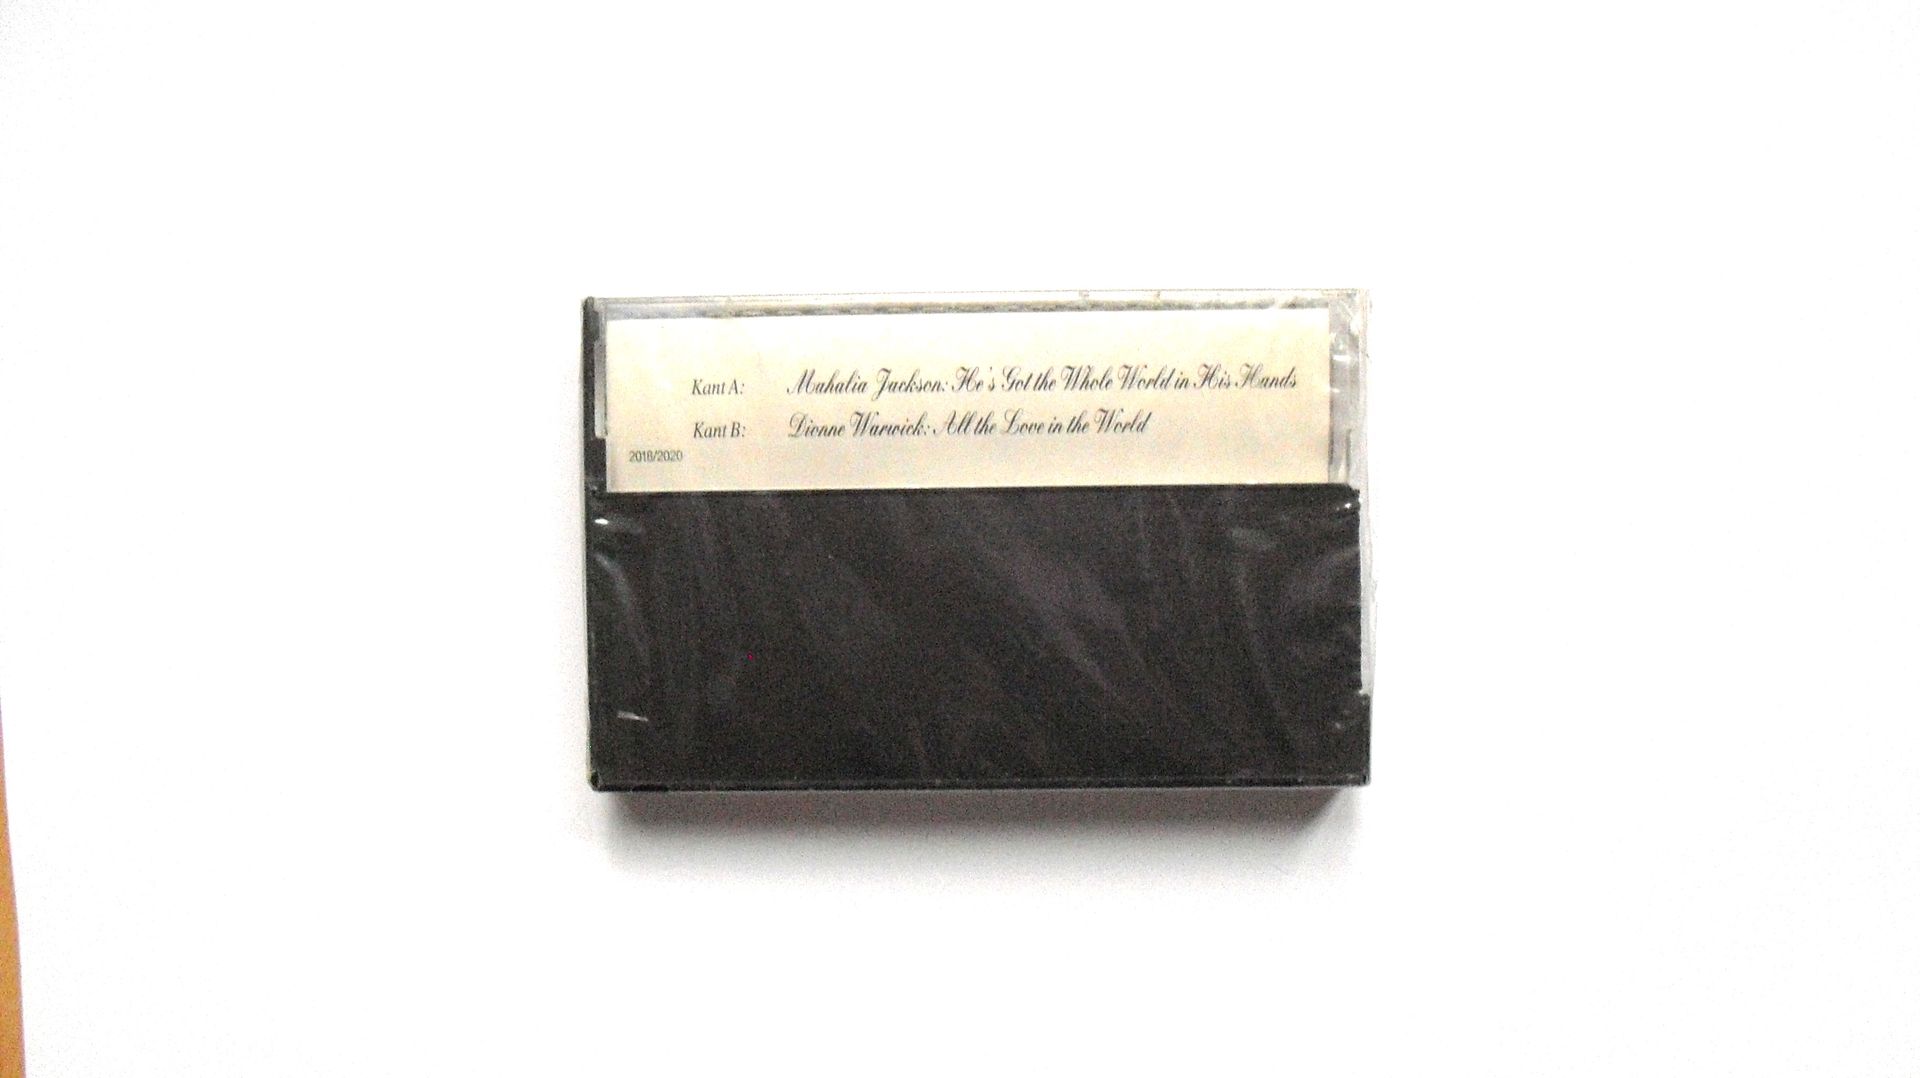 Kant A: Mahalia Jackson: He's Got the Whole World in His Hands
Kant B: Dionne Warwick: All the Love in the World
2018/2020